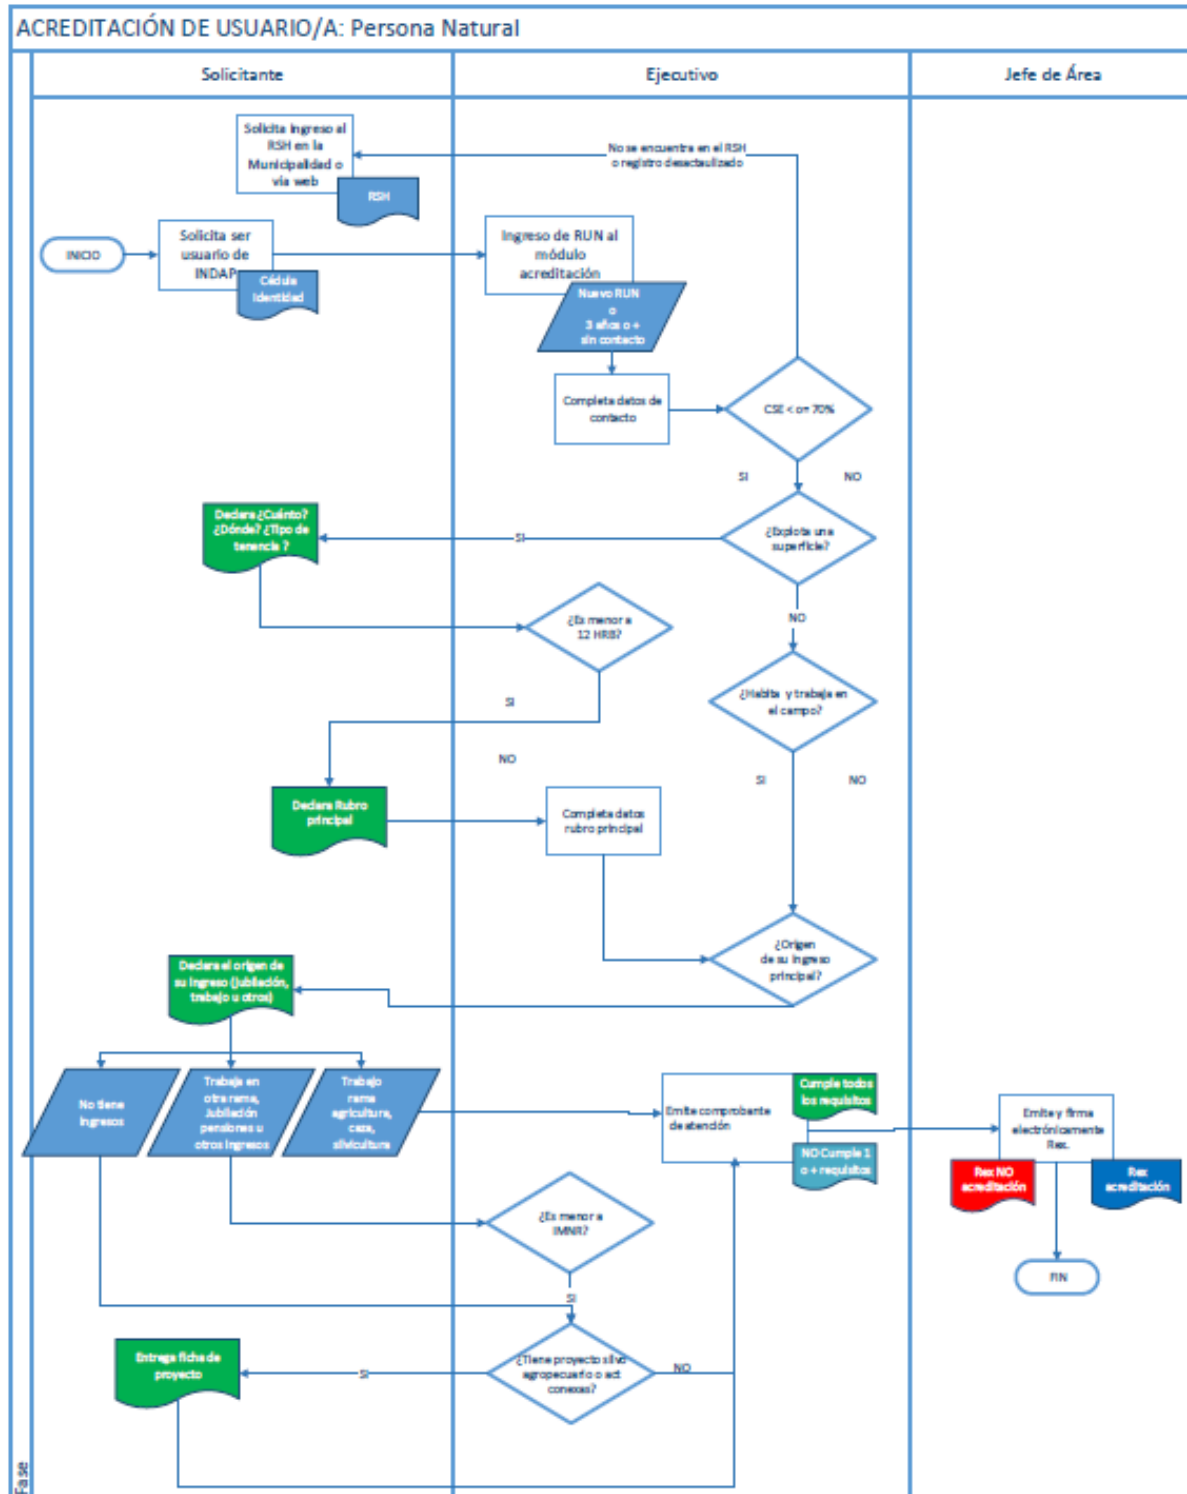 ACREDITACIÓN DE USUARIO/A: Persona Natural
Solicitante
Ejecutivo
Jefe de Área
Solicita ingreso al
RSH en la
Municipalidad o
vía web
RSH
No se encuentra en el RSH
o registro desactaulizado
INICIO
Solicita ser
usuario de
INDAP
Cédula
Identidad
Ingreso de RUN al
módulo
acreditación
Nuevo RUN
o
3 años o +
sin contacto
Completa datos de
contacto
CSE < o= 70%
SI
NO
Declara ¿Cuánto?
¿Dónde? ¿Tipo de
tenencia ?
SI
¿Explota una
superficie?
¿Es menor a
12 HRB?
NO
SI
¿Habita y trabaja en
el campo?
NO
SI
NO
Declara Rubro
principal
Completa datos
rubro principal
¿Origen
de su ingreso
principal?
Declara el origen de
su ingreso (jubilación,
trabajo u otros)
No tiene
ingresos
Trabaja en
otra rama,
Jubilación
pensiones u
otros ingresos
Trabajo
rama
agricultura,
caza,
silvicultura
Emite comprobante
de atención
Cumple todos
los requisitos
NO Cumple 1
o + requisitos
Emite y firma
electrónicamente
Rex.
Rex NO
acreditación
Rex
acreditación
¿Es menor a
IMNR?
SI
FIN
Entrega ficha de
proyecto
SI
¿Tiene proyecto silvo
agropecuario o act
conexas?
NO
Fase